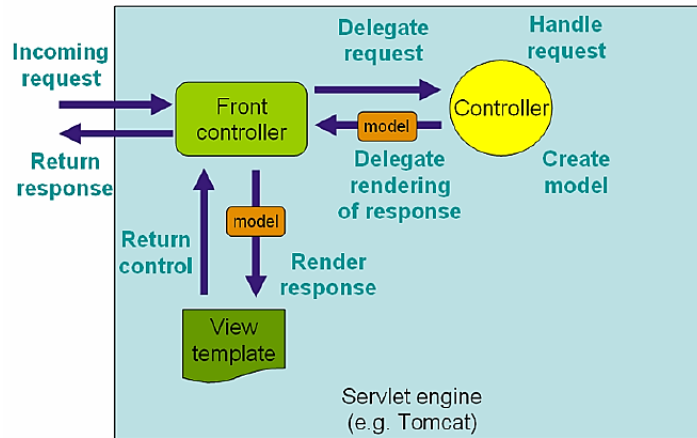 Incoming
request
Return
response
Front
controller
Delegate
request
Handle
request
Controller
model
Delegate
rendering
of response
Create
model
Return
control
model
Render
response
View
template
Servlet engine
(e.g. Tomcat)